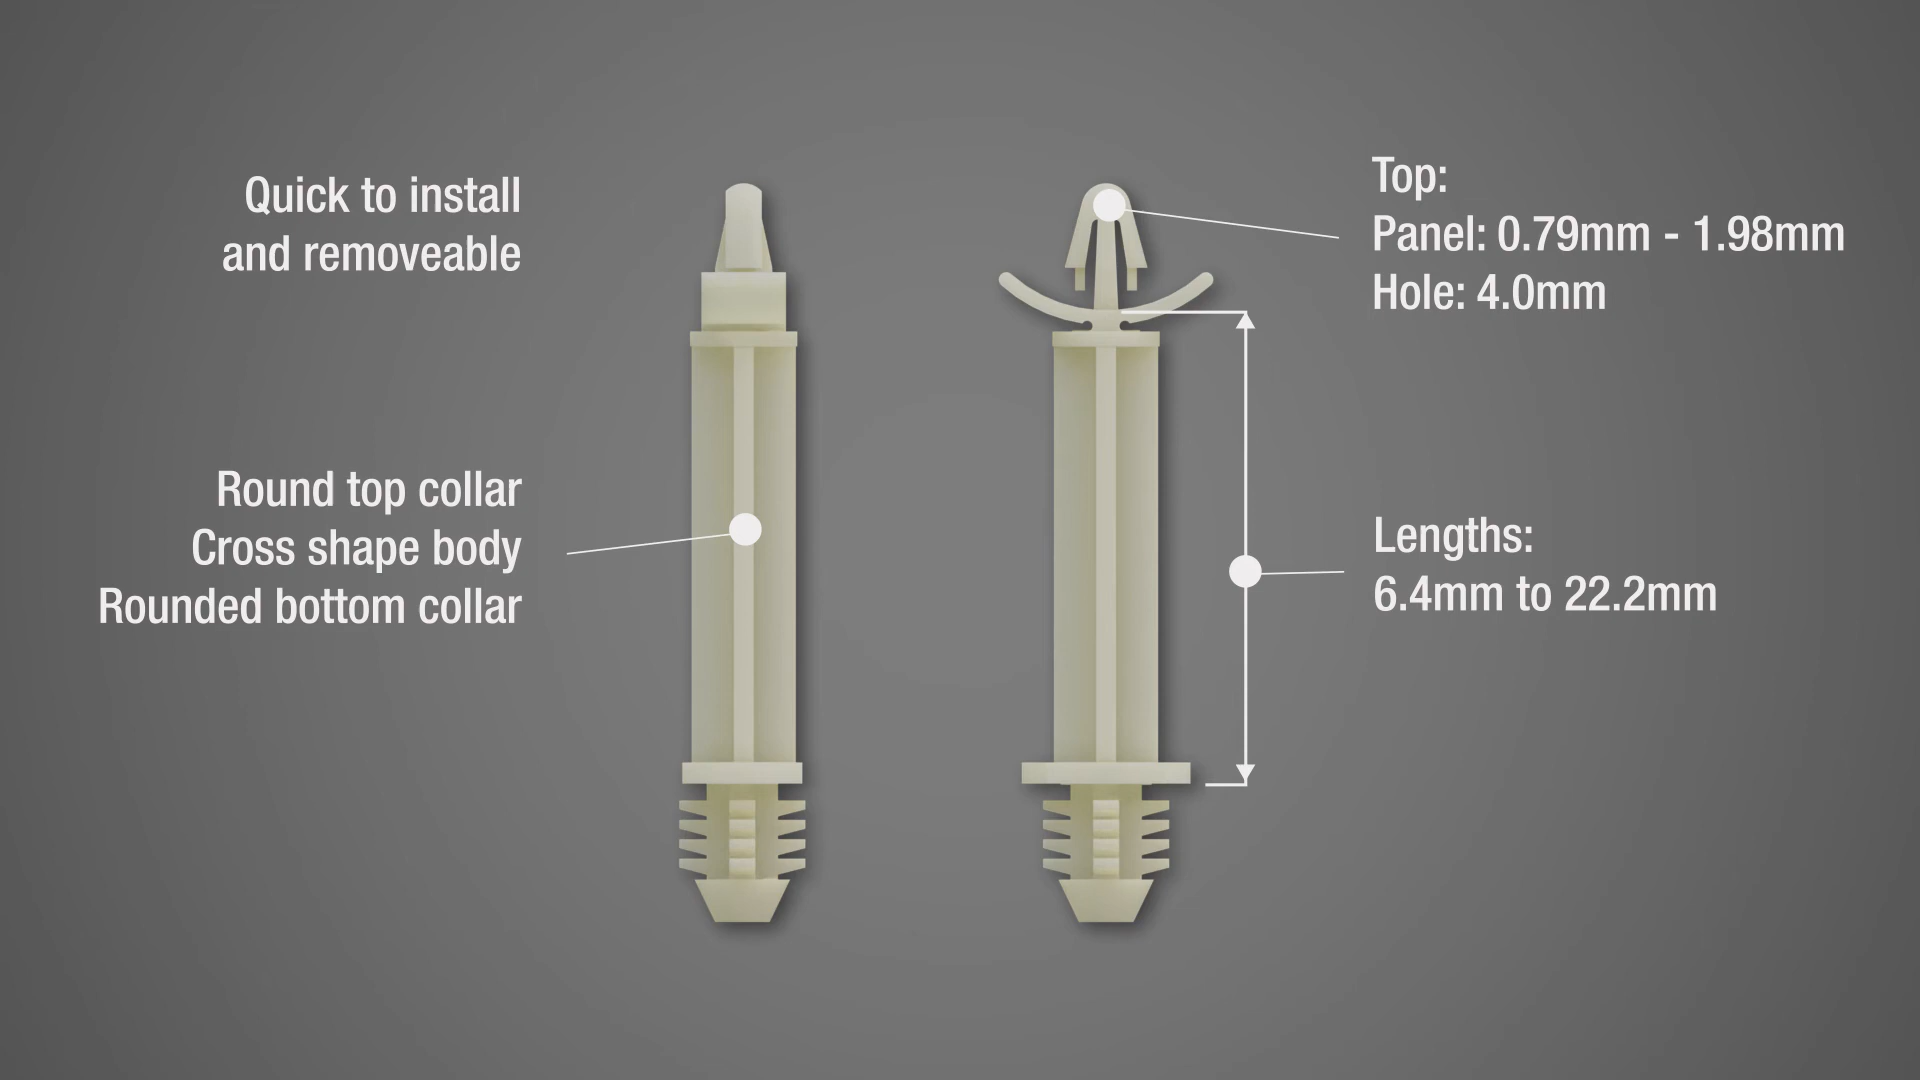 Quick to install
and removeable
Round top collar
Cross shape body
Rounded bottom collar
Top:
Panel: 0.79mm - 1.98mm
Hole: 4.0mm
Lengths:
6.4mm to 22.2mm